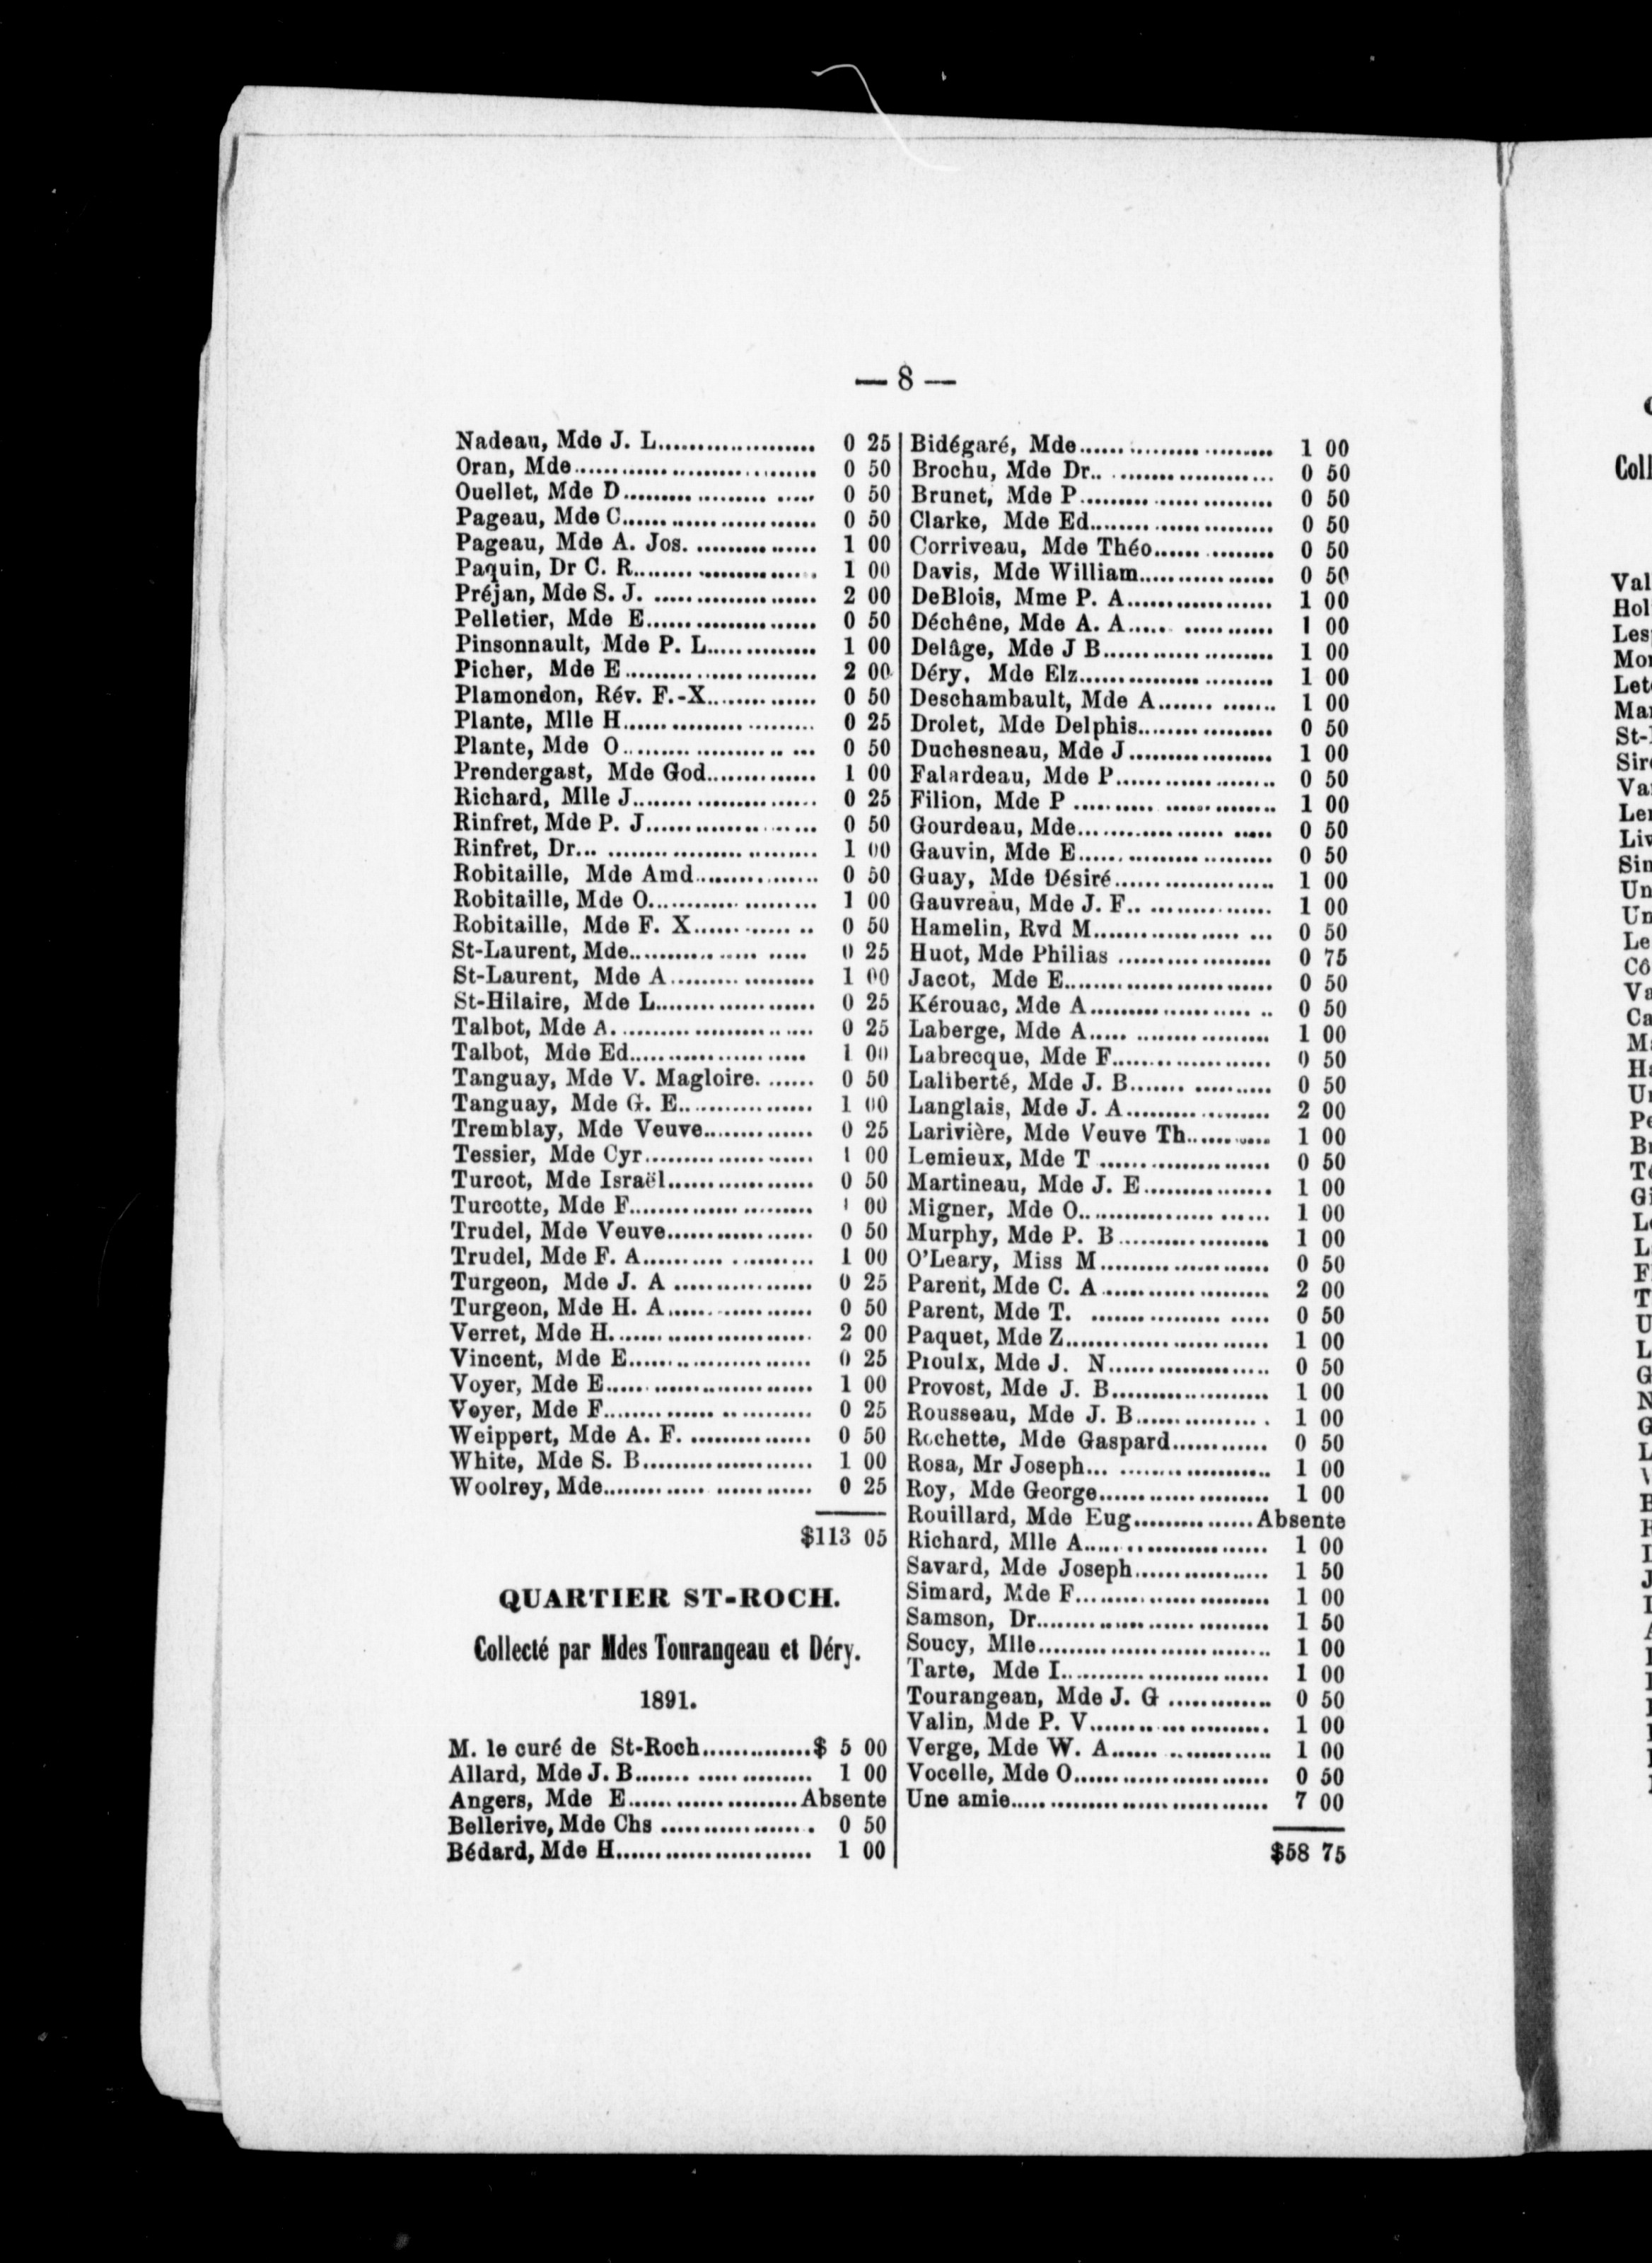 — 8 —
Nadeau, Mde J. L.................... 0 25
Oran, Mde............................... 0 50
Ouellet, Mde D......................... 0 50
Pageau, Mde C......................... 0 50
Pageau, Mde A. Jos. ............... 1 00
Paquin, Dr C. R....................... 1 00
Préjan, Mde S. J. ..................... 2 00
Pelletier, Mde E...................... 0 50
Pinsonnault, Mde P. L.............. 1 00
Picher, Mde E......................... 2 00
Plamondon, Rév. F.-X.............. 0 50
Plante, Mlle H......................... 0 25
Plante, Mde O......................... 0 50
Prendergast, Mde God.............. 1 00
Richard, Mlle J........................ 0 25
Rinfret, Mde P. J...................... 0 50
Rinfret, Dr.............................. 1 00
Robitaille, Mde Amd................ 0 50
Robitaille, Mde O..................... 1 00
Robitaille, Mde F. X................ 0 50
St-Laurent, Mde....................... 0 25
St-Laurent, Mde A................... 1 00
St-Hilaire, Mde L.................... 0 25
Talbot, Mde A. ........................ 0 25
Talbot, Mde Ed....................... 1 00
Tanguay, Mde V. Magloire. ...... 0 50
Tanguay, Mde G. E................. 1 00
Tremblay, Mde Veuve.............. 0 25
Tessier, Mde Cyr...................... 1 00
Turcot, Mde Israël................... 0 50
Turcotte, Mde F....................... 1 00
Trudel, Mde Veuve................... 0 50
Trudel, Mde F. A..................... 1 00
Turgeon, Mde J. A .................. 0 25
Turgeon, Mde H. A.................. 0 50
Verret, Mde H.......................... 2 00
Vincent, Mde E........................ 0 25
Voyer, Mde E........................... 1 00
Voyer, Mde F........................... 0 25
Weippert, Mde A. F. ............... 0 50
White, Mde S. B...................... 1 00
Woolrey, Mde........................... 0 25
$113 05
QUARTIER ST-ROCH.
Collecté par Mdes Tourangeau et Déry.
1891.
M. le curé de St-Roch..............$ 5 00
Allard, Mde J. B...................... 1 00
Angers, Mde E...................... Absente
Bellerive, Mde Chs .................. 0 50
Bédard, Mde H......................... 1 00
Bidégaré, Mde......................... 1 00
Brochu, Mde Dr....................... 0 50
Brunet, Mde P......................... 0 50
Clarke, Mde Ed....................... 0 50
Corriveau, Mde Théo............... 0 50
Davis, Mde William................. 0 50
DeBlois, Mme P. A................... 1 00
Déchêne, Mde A. A.................. 1 00
Delâge, Mde J B...................... 1 00
Déry, Mde Elz......................... 1 00
Deschambault, Mde A.............. 1 00
Drolet, Mde Delphis................. 0 50
Duchesneau, Mde J.................. 1 00
Falardeau, Mde P.................... 0 50
Filion, Mde P .......................... 1 00
Gourdeau, Mde......................... 0 50
Gauvin, Mde E......................... 0 50
Guay, Mde Désiré..................... 1 00
Gauvreau, Mde J. F................. 1 00
Hamelin, Rvd M...................... 0 50
Huot, Mde Philias ................... 0 75
Jacot, Mde E........................... 0 50
Kérouac, Mde A....................... 0 50
Laberge, Mde A....................... 1 00
Labrecque, Mde F.................... 0 50
Laliberté, Mde J. B.................. 0 50
Langlais, Mde J. A.................. 2 00
Larivière, Mde Veuve Th........... 1 00
Lemieux, Mde T ...................... 0 50
Martineau, Mde J. E................ 1 00
Migner, Mde O......................... 1 00
Murphy, Mde P. B................... 1 00
O'Leary, Miss M...................... 0 50
Parent, Mde C. A..................... 2 00
Parent, Mde T. ........................ 0 50
Paquet, Mde Z......................... 1 00
Proulx, Mde J. N..................... 0 50
Provost, Mde J. B.................... 1 00
Rousseau, Mde J. B................. 1 00
Rochette, Mde Gaspard............ 0 50
Rosa, Mr Joseph...................... 1 00
Roy, Mde George..................... 1 00
Rouillard, Mde Eug............... Absente
Richard, Mlle A....................... 1 00
Savard, Mde Joseph................. 1 50
Simard, Mde F......................... 1 00
Samson, Dr.............................. 1 50
Soucy, Mlle.............................. 1 00
Tarte, Mde I............................ 1 00
Tourangean, Mde J. G ............. 0 50
Valin, Mde P. V....................... 1 00
Verge, Mde W. A..................... 1 00
Vocelle, Mde O......................... 0 50
Une amie................................. 7 00
$58 75